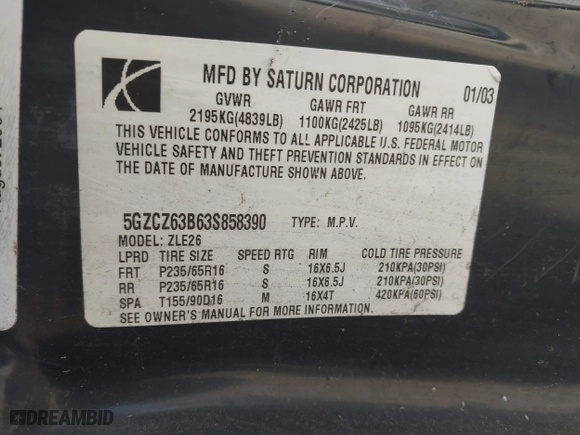 MFD BY SATURN CORPORATION 01/03
GVWR GAWR FRT GAWR RR
2195KG(4839LB) 1100KG(2425LB) 1095KG(2414LB)
THIS VEHICLE CONFORMS TO ALL APPLICABLE U.S. FEDERAL MOTOR
VEHICLE SAFETY AND THEFT PREVENTION STANDARDS IN EFFECT ON
THE DATE OF MANUFACTURE SHOWN ABOVE.
5GZCZ63B63S858390 TYPE: M.P.V.
MODEL: ZLE26
LPRD TIRE SIZE SPEED RTG RIM COLD TIRE PRESSURE
FRT P235/65R16 S 16X6.5J 210KPA(30PSI)
RR P235/65R16 S 16X6.5J 210KPA(30PSI)
SPA T155/90D16 M 16X4T 420KPA(60PSI)
SEE OWNER'S MANUAL FOR MORE INFORMATION.
DREAMBID